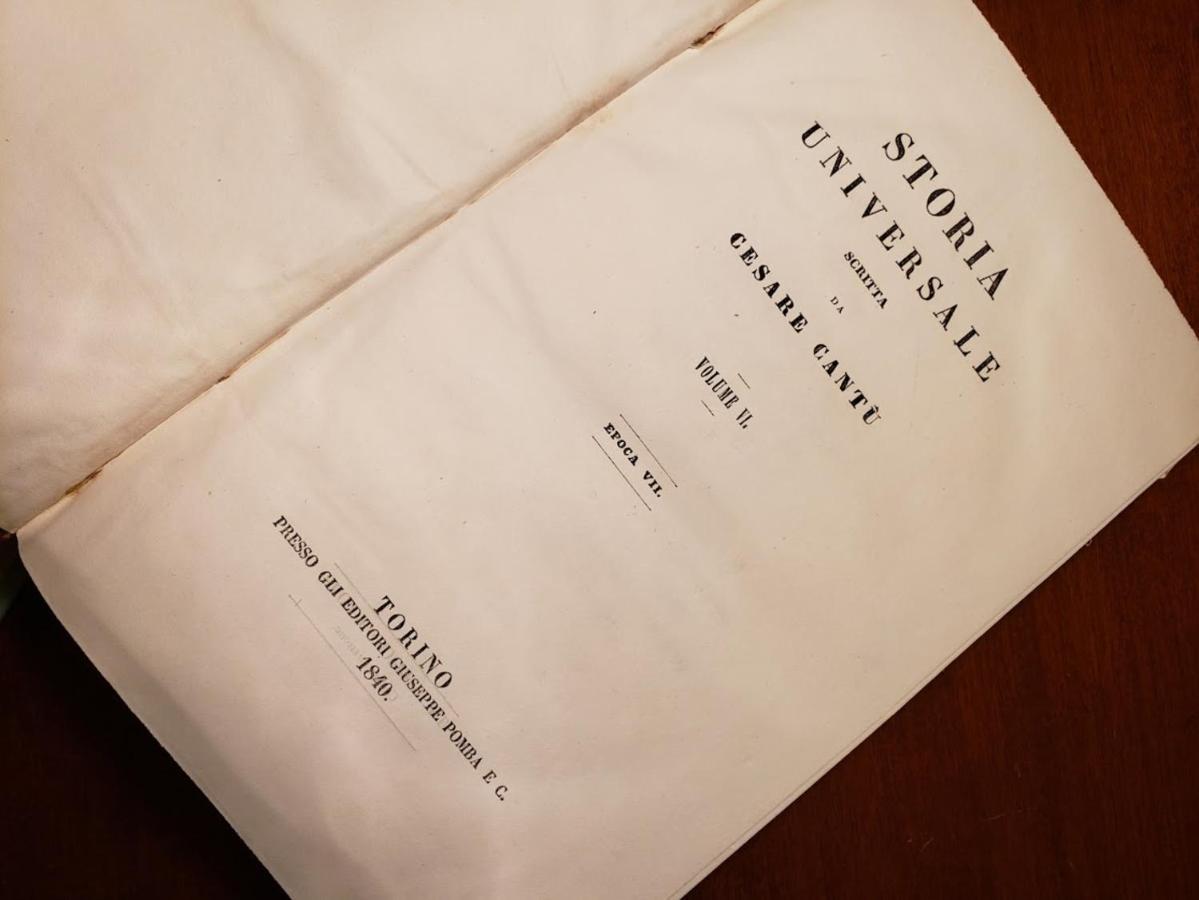 STORIA
UNIVERSALE
SCRITTA
DA
CESARE CANTÙ
VOLUME VI.
EPOCA VII.
TORINO
PRESSO GLI EDITORI GIUSEPPE POMBA E C.
1840.